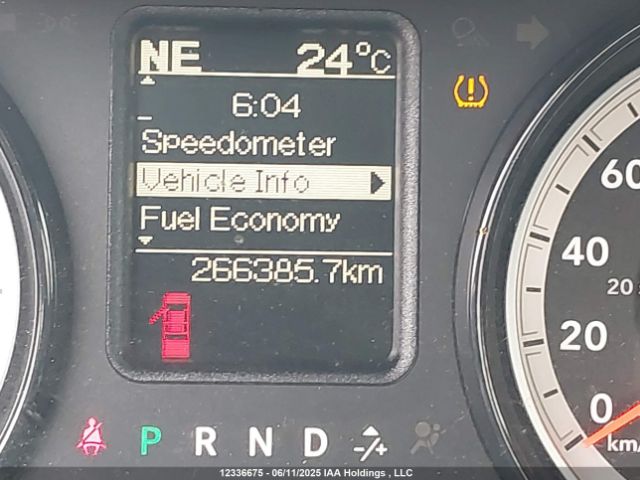 NE 24°C
6:04
Speedometer
Vehicle Info
Fuel Economy
266385.7km
60
40
20
20
0
km/
P R N D -/+
12336675 - 06/11/2025 IAA Holdings , LLC